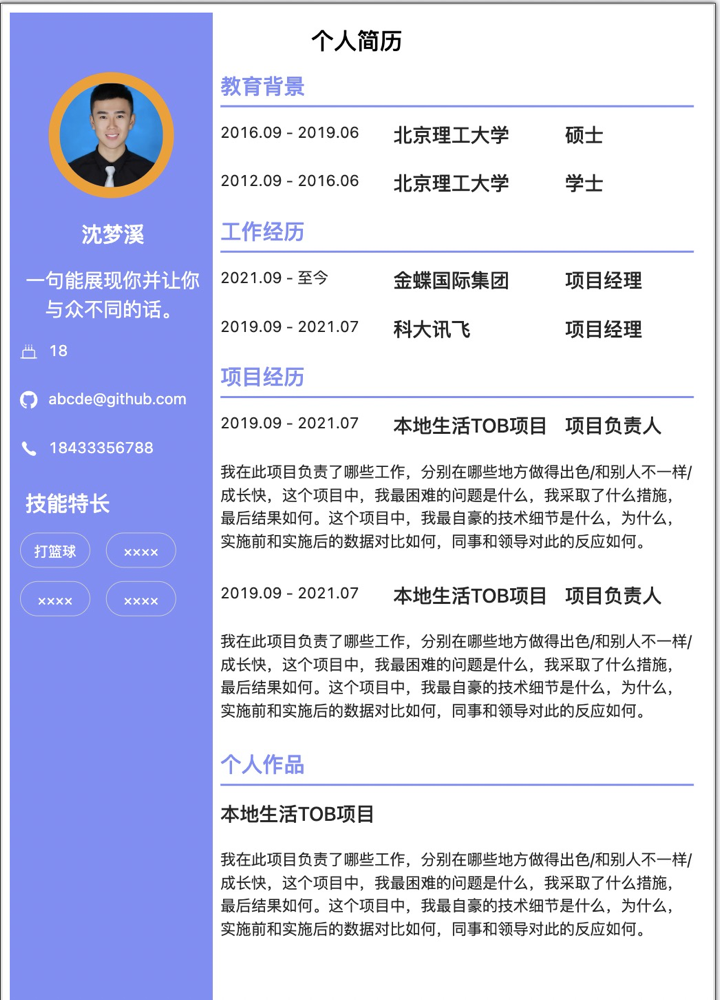 个人简历
沈梦溪
一句能展现你并让你
与众不同的话。
18
abcde@github.com
18433356788
技能特长
打篮球 ××××
×××× ××××
教育背景
2016.09 - 2019.06 北京理工大学 硕士
2012.09 - 2016.06 北京理工大学 学士
工作经历
2021.09 - 至今 金蝶国际集团 项目经理
2019.09 - 2021.07 科大讯飞 项目经理
项目经历
2019.09 - 2021.07 本地生活TOB项目 项目负责人
我在此项目负责了哪些工作，分别在哪些地方做得出色/和别人不一样/
成长快，这个项目中，我最困难的问题是什么，我采取了什么措施，
最后结果如何。这个项目中，我最自豪的技术细节是什么，为什么，
实施前和实施后的数据对比如何，同事和领导对此的反应如何。
2019.09 - 2021.07 本地生活TOB项目 项目负责人
我在此项目负责了哪些工作，分别在哪些地方做得出色/和别人不一样/
成长快，这个项目中，我最困难的问题是什么，我采取了什么措施，
最后结果如何。这个项目中，我最自豪的技术细节是什么，为什么，
实施前和实施后的数据对比如何，同事和领导对此的反应如何。
个人作品
本地生活TOB项目
我在此项目负责了哪些工作，分别在哪些地方做得出色/和别人不一样/
成长快，这个项目中，我最困难的问题是什么，我采取了什么措施，
最后结果如何。这个项目中，我最自豪的技术细节是什么，为什么，
实施前和实施后的数据对比如何，同事和领导对此的反应如何。